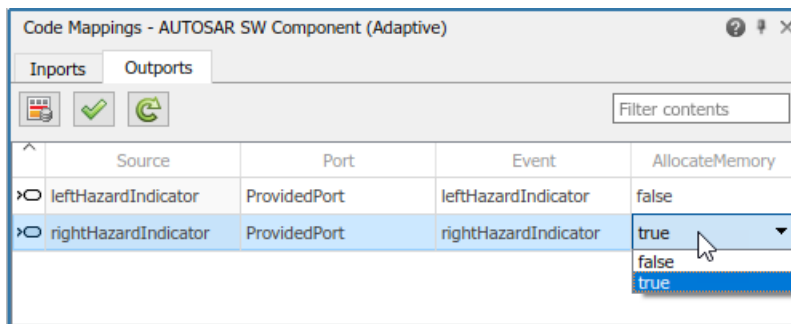 Code Mappings - AUTOSAR SW Component (Adaptive)
Inports Outports
Filter contents
Source Port Event AllocateMemory
leftHazardIndicator ProvidedPort leftHazardIndicator false
rightHazardIndicator ProvidedPort rightHazardIndicator true
false
true